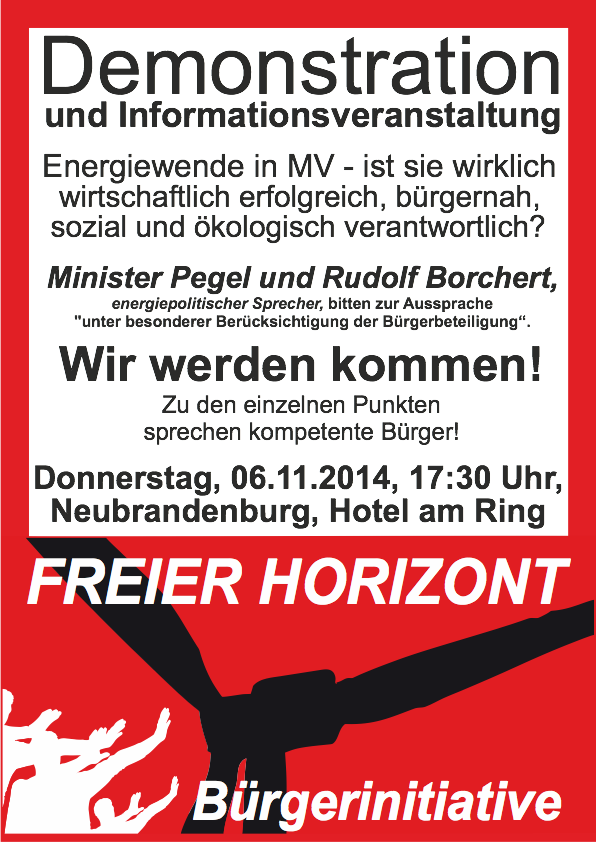 Demonstration
und Informationsveranstaltung
Energiewende in MV - ist sie wirklich
wirtschaftlich erfolgreich, bürgernah,
sozial und ökologisch verantwortlich?
Minister Pegel und Rudolf Borchert,
energiepolitischer Sprecher, bitten zur Aussprache
"unter besonderer Berücksichtigung der Bürgerbeteiligung“.
Wir werden kommen!
Zu den einzelnen Punkten
sprechen kompetente Bürger!
Donnerstag, 06.11.2014, 17:30 Uhr,
Neubrandenburg, Hotel am Ring
FREIER HORIZONT
Bürgerinitiative